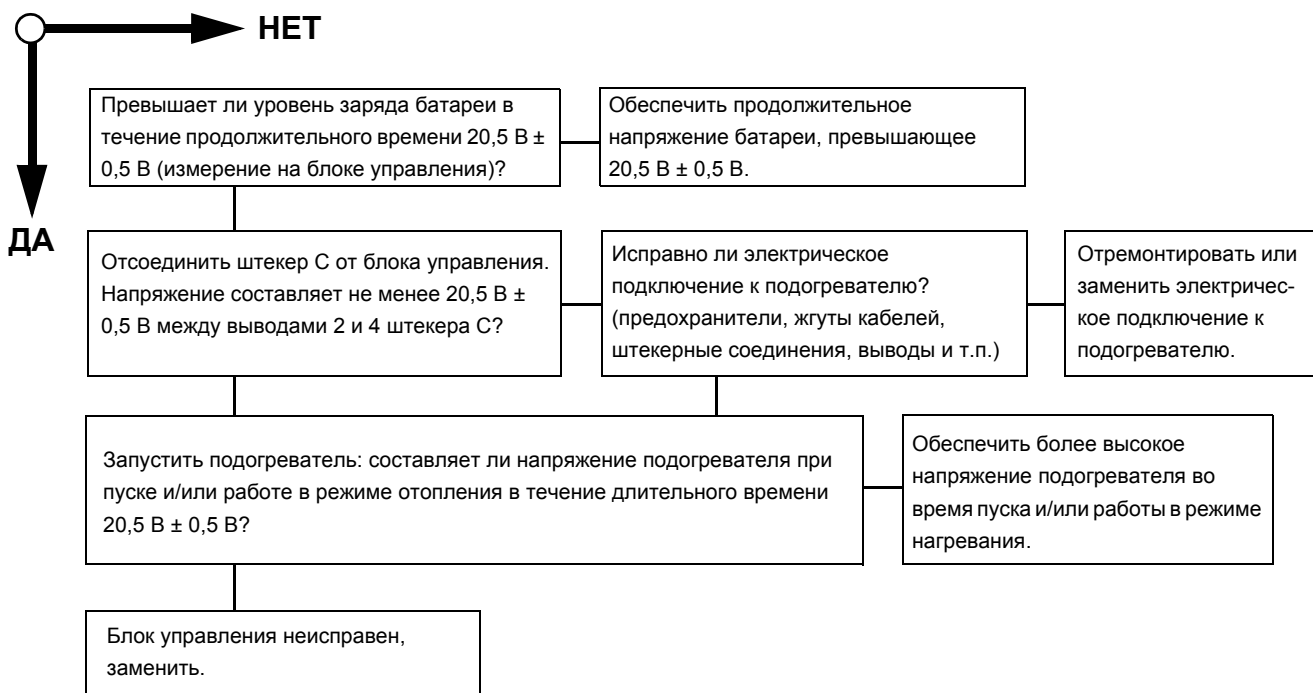 НЕТ
ДА
Превышает ли уровень заряда батареи в
течение продолжительного времени 20,5 В ±
0,5 В (измерение на блоке управления)?
Обеспечить продолжительное
напряжение батареи, превышающее
20,5 В ± 0,5 В.
Отсоединить штекер С от блока управления.
Напряжение составляет не менее 20,5 В ±
0,5 В между выводами 2 и 4 штекера С?
Исправно ли электрическое
подключение к подогревателю?
(предохранители, жгуты кабелей,
штекерные соединения, выводы и т.п.)
Отремонтировать или
заменить электричес-
кое подключение к
подогревателю.
Запустить подогреватель: составляет ли напряжение подогревателя при
пуске и/или работе в режиме отопления в течение длительного времени
20,5 В ± 0,5 В?
Обеспечить более высокое
напряжение подогревателя во
время пуска и/или работы в режиме
нагревания.
Блок управления неисправен,
заменить.